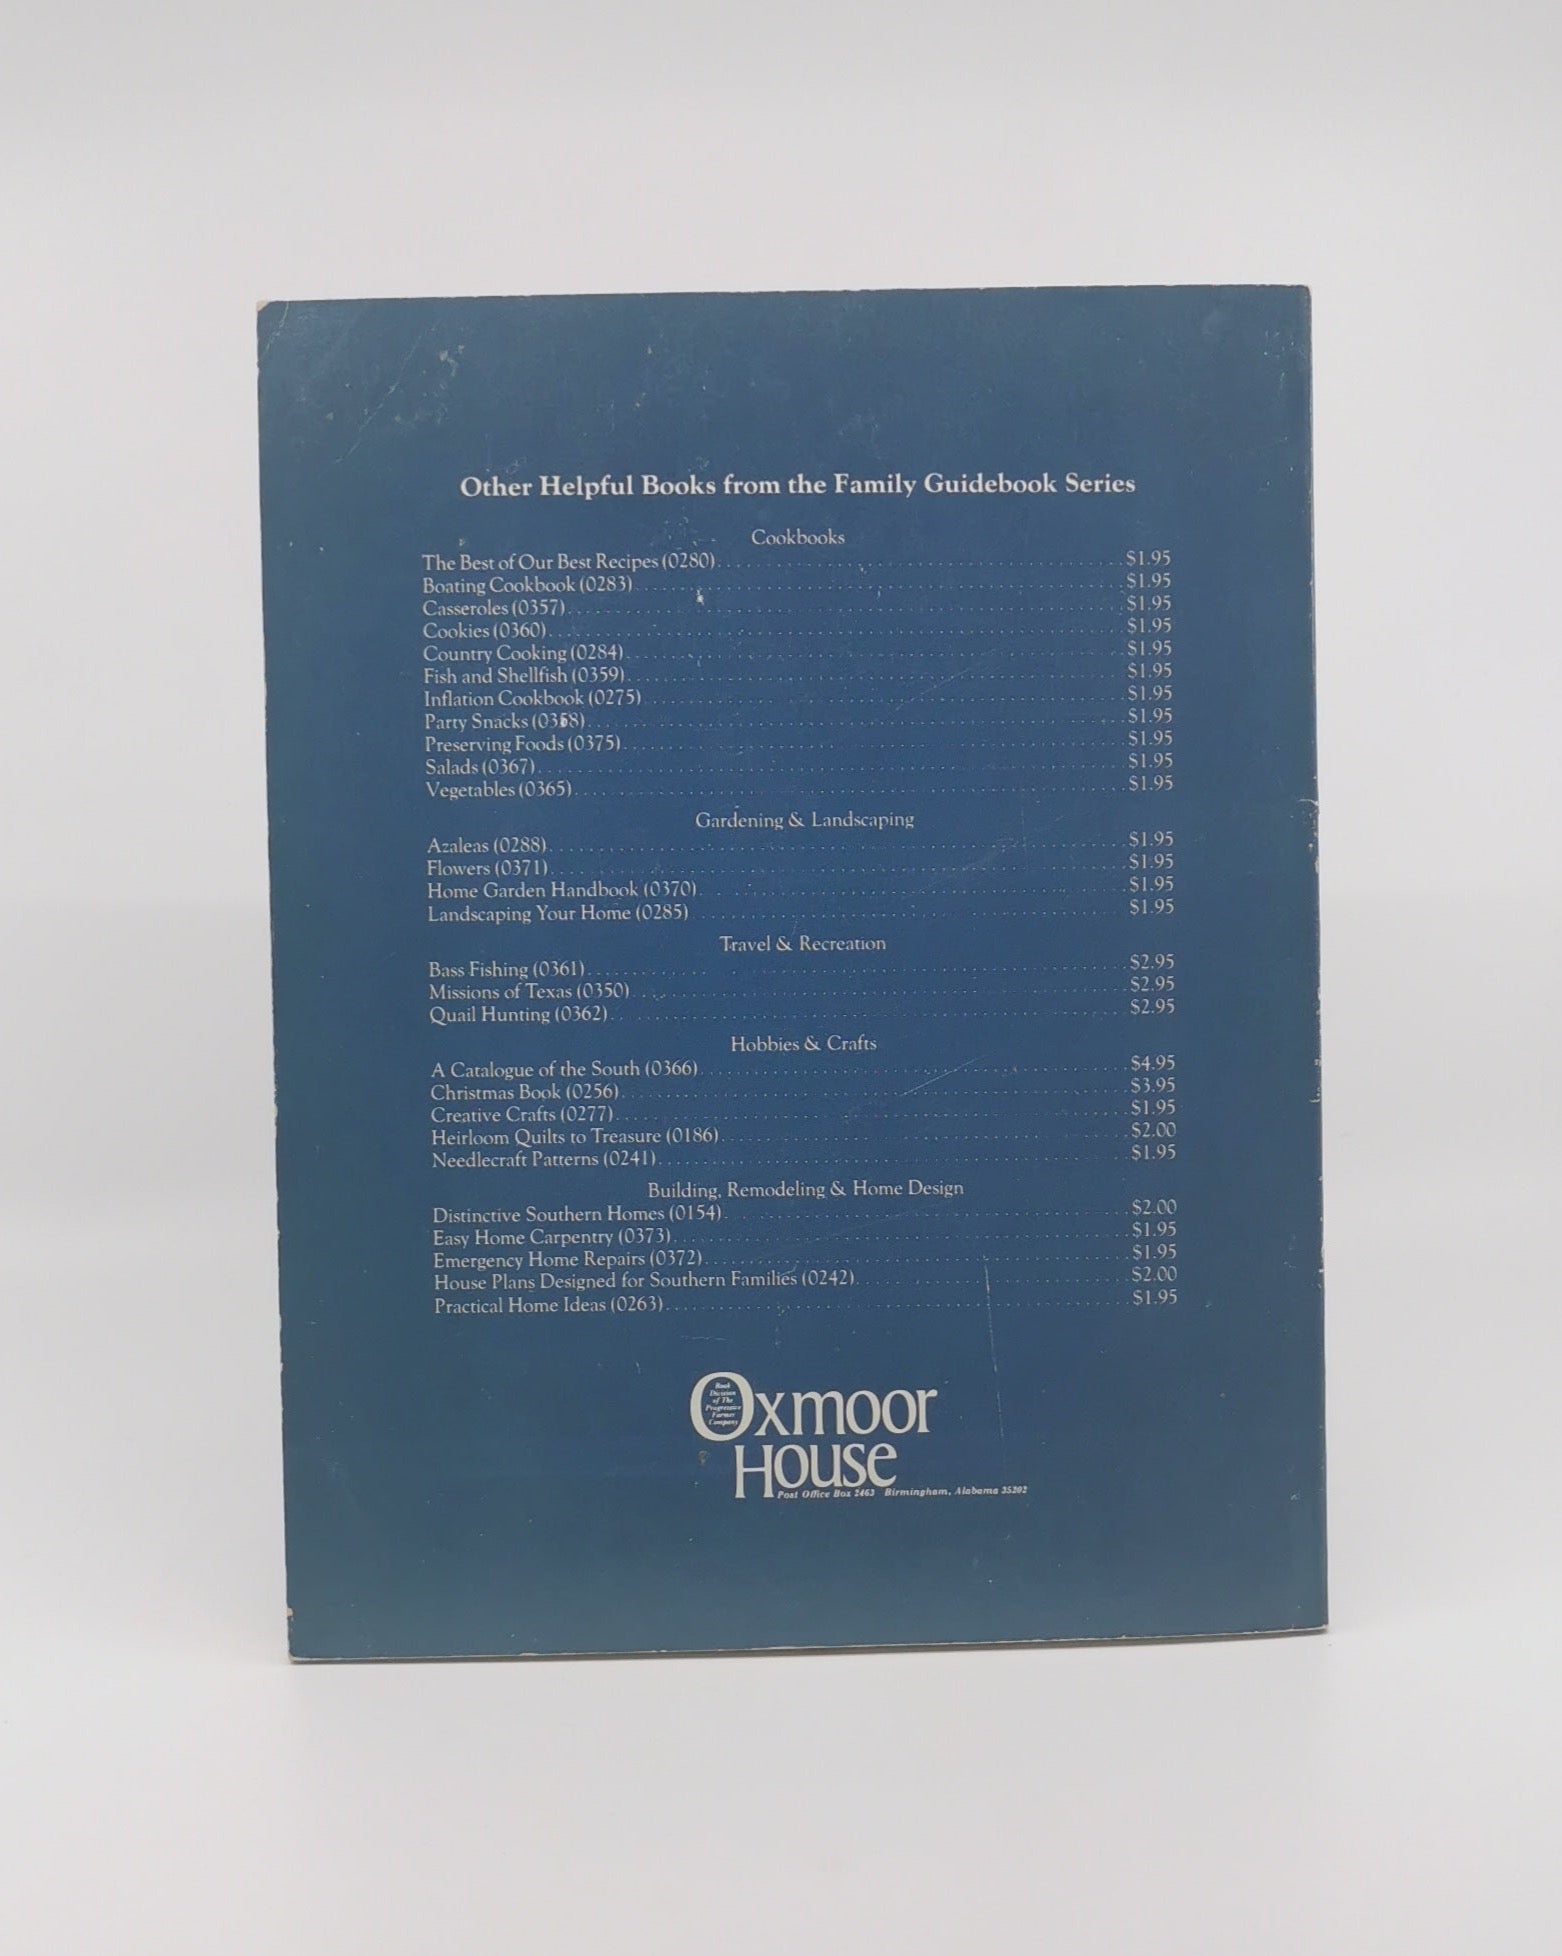 Other Helpful Books from the Family Guidebook Series
Cookbooks
The Best of Our Best Recipes (0280) $1.95
Boating Cookbook (0283) $1.95
Casseroles (0357) $1.95
Cookies (0360) $1.95
Country Cooking (0284) $1.95
Fish and Shellfish (0359) $1.95
Inflation Cookbook (0275) $1.95
Party Snacks (0358) $1.95
Preserving Foods (0375) $1.95
Salads (0367) $1.95
Vegetables (0365) $1.95
Gardening & Landscaping
Azaleas (0288) $1.95
Flowers (0371) $1.95
Home Garden Handbook (0370) $1.95
Landscaping Your Home (0285) $1.95
Travel & Recreation
Bass Fishing (0361) $2.95
Missions of Texas (0350) $2.95
Quail Hunting (0362) $2.95
Hobbies & Crafts
A Catalogue of the South (0366) $4.95
Christmas Book (0256) $3.95
Creative Crafts (0277) $1.95
Heirloom Quilts to Treasure (0186) $2.00
Needlecraft Patterns (0241) $1.95
Building, Remodeling & Home Design
Distinctive Southern Homes (0154) $2.00
Easy Home Carpentry (0373) $1.95
Emergency Home Repairs (0372) $1.95
House Plans Designed for Southern Families (0242) $2.00
Practical Home Ideas (0263) $1.95
Oxmoor
Book
Division
of The
Progressive
Farmer
Company
House
Post Office Box 2463 Birmingham, Alabama 35202